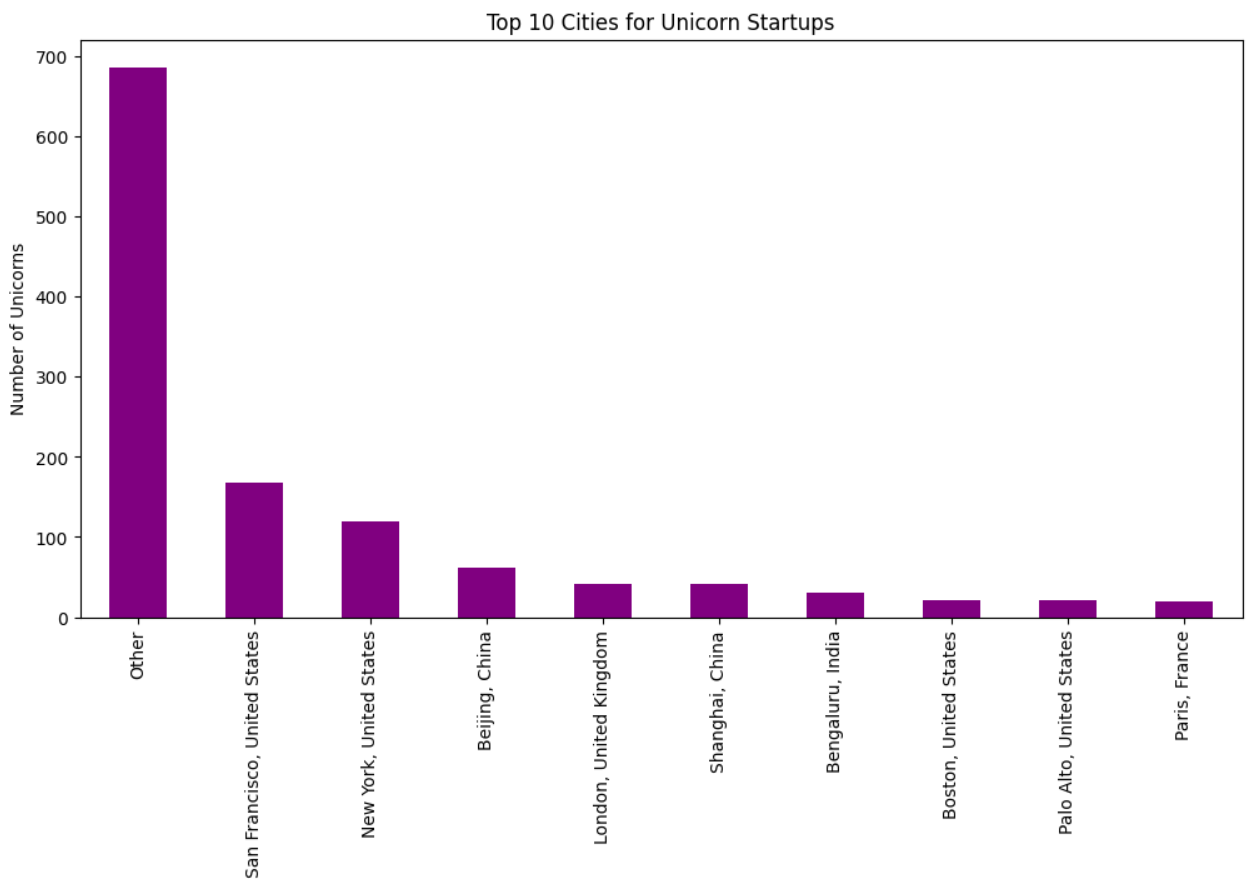 Top 10 Cities for Unicorn Startups
Number of Unicorns
700
600
500
400
300
200
100
0
Other
San Francisco, United States
New York, United States
Beijing, China
London, United Kingdom
Shanghai, China
Bengaluru, India
Boston, United States
Palo Alto, United States
Paris, France